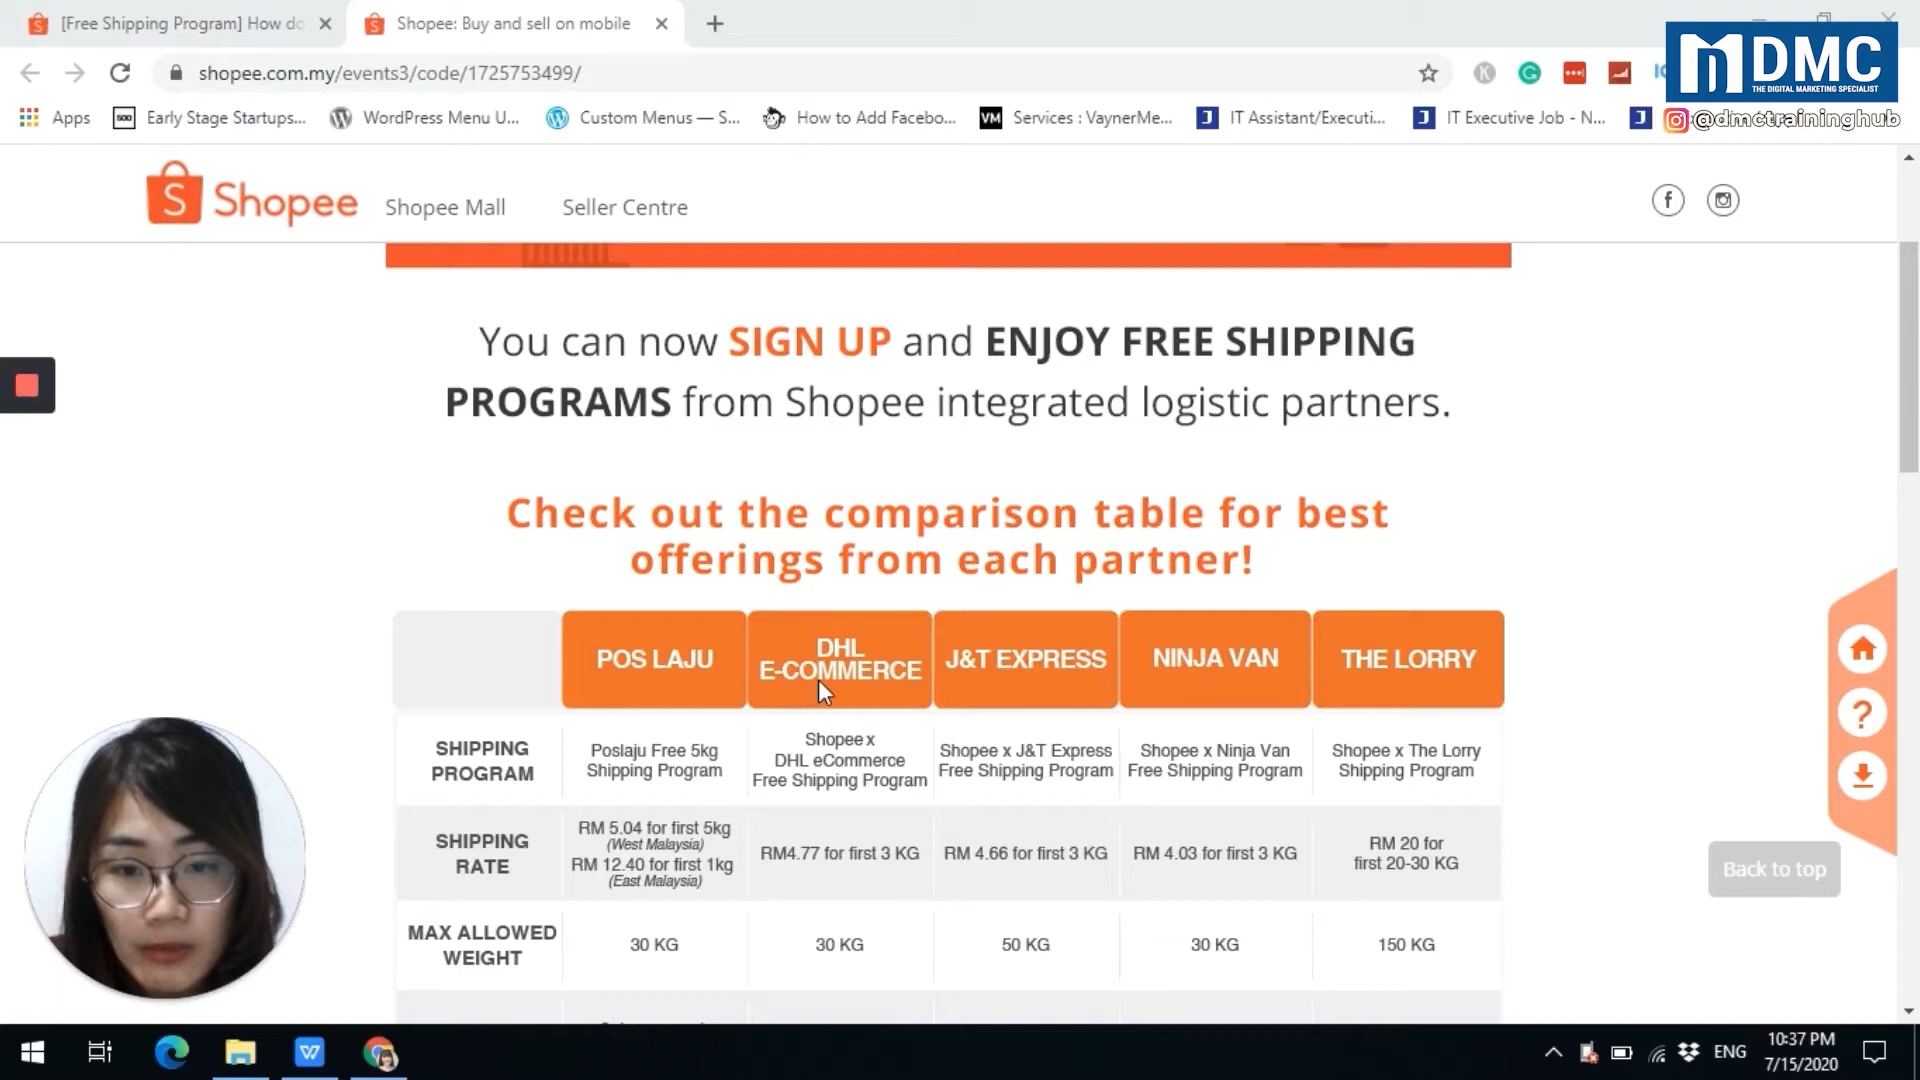 [Free Shipping Program] How do
Shopee: Buy and sell on mobile
shopee.com.my/events3/code/1725753499/
DMC
THE DIGITAL MARKETING SPECIALIST
Apps
500
Early Stage Startups...
WordPress Menu U...
Custom Menus — S...
How to Add Facebo...
VM
Services : VaynerMe...
J
IT Assistant/Executi...
J
IT Executive Job - N...
J
@dmctraininghub
Shopee
Shopee Mall
Seller Centre
You can now SIGN UP and ENJOY FREE SHIPPING
PROGRAMS from Shopee integrated logistic partners.
Check out the comparison table for best
offerings from each partner!
POS LAJU
DHL
E-COMMERCE
J&T EXPRESS
NINJA VAN
THE LORRY
SHIPPING
PROGRAM
Poslaju Free 5kg
Shipping Program
Shopee x
DHL eCommerce
Free Shipping Program
Shopee x J&T Express
Free Shipping Program
Shopee x Ninja Van
Free Shipping Program
Shopee x The Lorry
Shipping Program
SHIPPING
RATE
RM 5.04 for first 5kg
(West Malaysia)
RM 12.40 for first 1kg
(East Malaysia)
RM4.77 for first 3 KG
RM 4.66 for first 3 KG
RM 4.03 for first 3 KG
RM 20 for
first 20-30 KG
MAX ALLOWED
WEIGHT
30 KG
30 KG
50 KG
30 KG
150 KG
Back to top
ENG
10:37 PM
7/15/2020